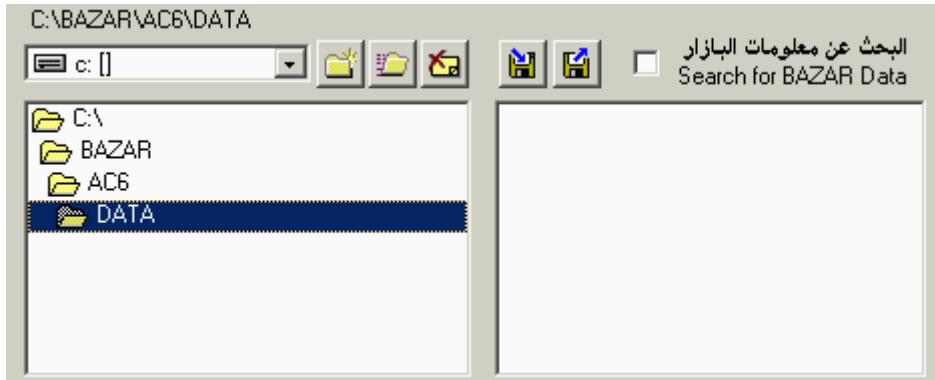 C:\BAZAR\AC6\DATA
c: []
البحث عن معلومات البازار
Search for BAZAR Data
C:\
BAZAR
AC6
DATA